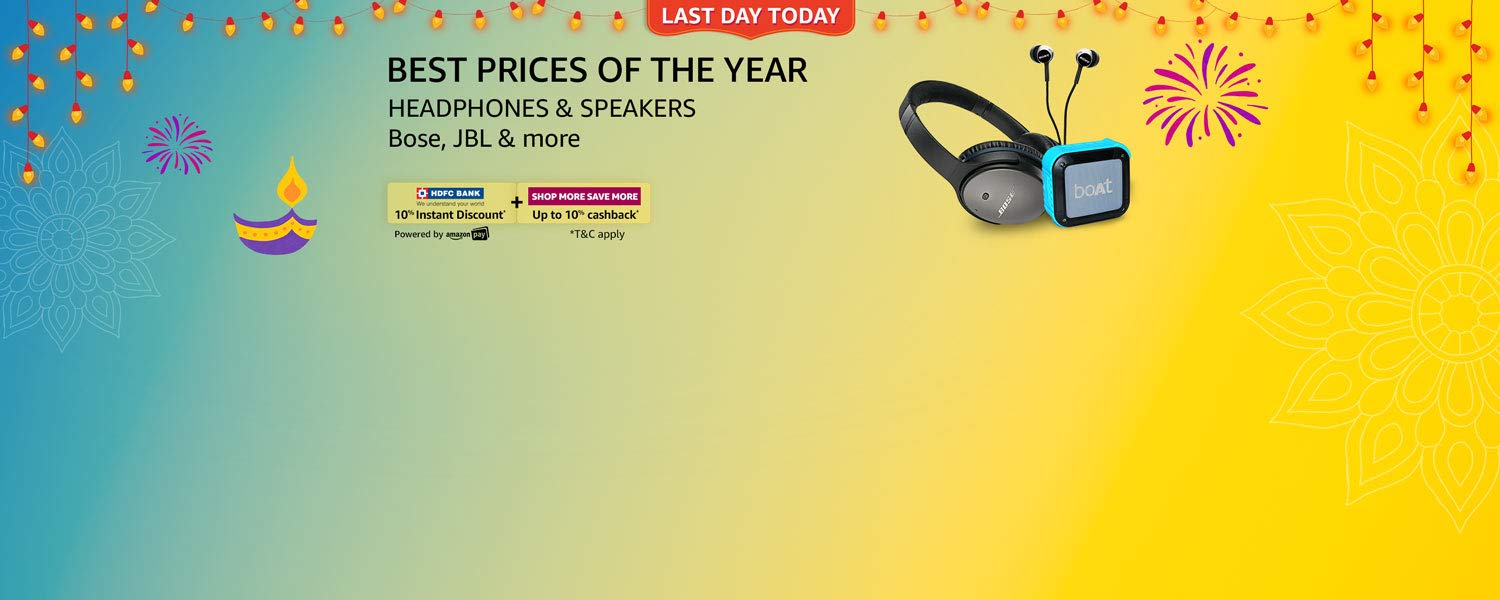 LAST DAY TODAY
BEST PRICES OF THE YEAR
HEADPHONES & SPEAKERS
Bose, JBL & more
HDFC BANK
We understand your world
10% Instant Discount*
+
SHOP MORE SAVE MORE
Up to 10% cashback*
Powered by amazon pay
*T&C apply
BOSE
boAt